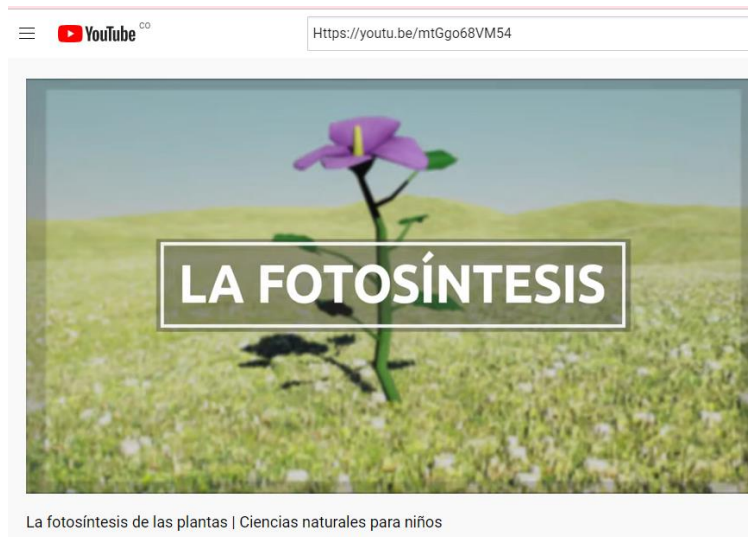 YouTube CO
Https://youtu.be/mtGgo68VM54
LA FOTOSÍNTESIS
La fotosíntesis de las plantas | Ciencias naturales para niños